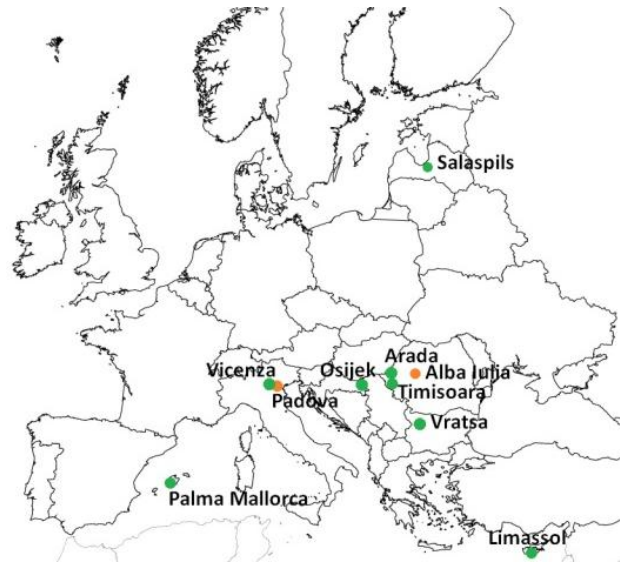 Salaspils
Arada
Vicenza
Osijek
Alba Iulia
Padova
Timisoara
Vratsa
Palma Mallorca
Limassol